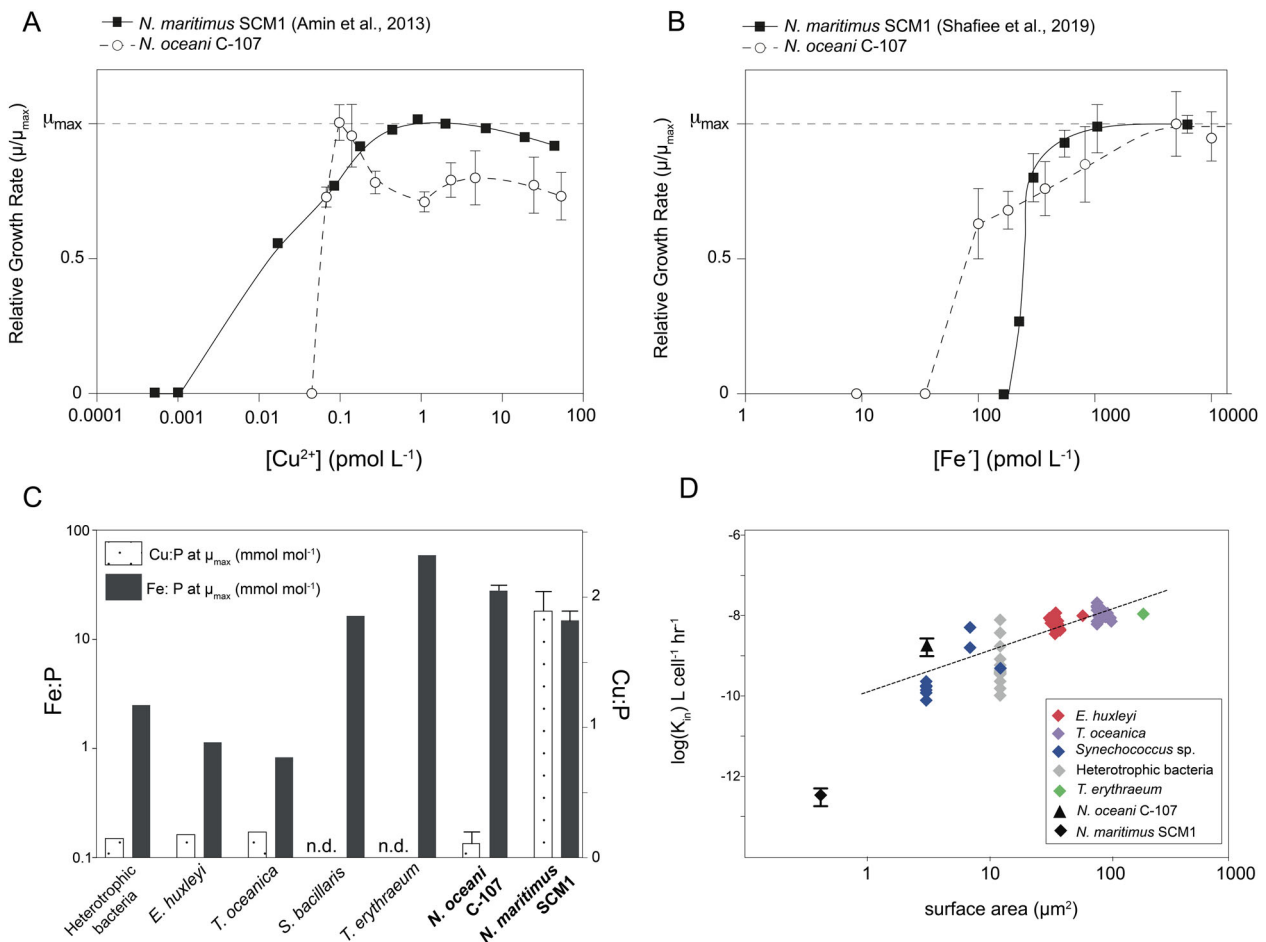 A
N. maritimus SCM1 (Amin et al., 2013)
N. oceani C-107
Relative Growth Rate (μ/μmax)
μmax
0.5
0
0.0001
0.001
0.01
0.1
1
10
100
[Cu2+] (pmol L-1)
B
N. maritimus SCM1 (Shafiee et al., 2019)
N. oceani C-107
Relative Growth Rate (μ/μmax)
μmax
0.5
0
1
10
100
1000
10000
[Fe´] (pmol L-1)
C
Cu:P at μmax (mmol mol-1)
Fe: P at μmax (mmol mol-1)
Fe:P
100
10
1
0.1
Cu:P
2
1
0
n.d.
n.d.
Heterotrophic
bacteria
E. huxleyi
T. oceanica
S. bacillaris
T. erythraeum
N. oceani
C-107
N. maritimus
SCM1
D
log(Kin) L cell-1 hr-1
-6
-8
-10
-12
1
10
100
1000
surface area (μm2)
E. huxleyi
T. oceanica
Synechococcus sp.
Heterotrophic bacteria
T. erythraeum
N. oceani C-107
N. maritimus SCM1